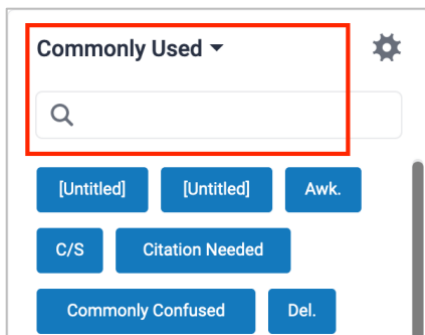 Commonly Used
[Untitled] [Untitled] Awk.
C/S Citation Needed
Commonly Confused Del.